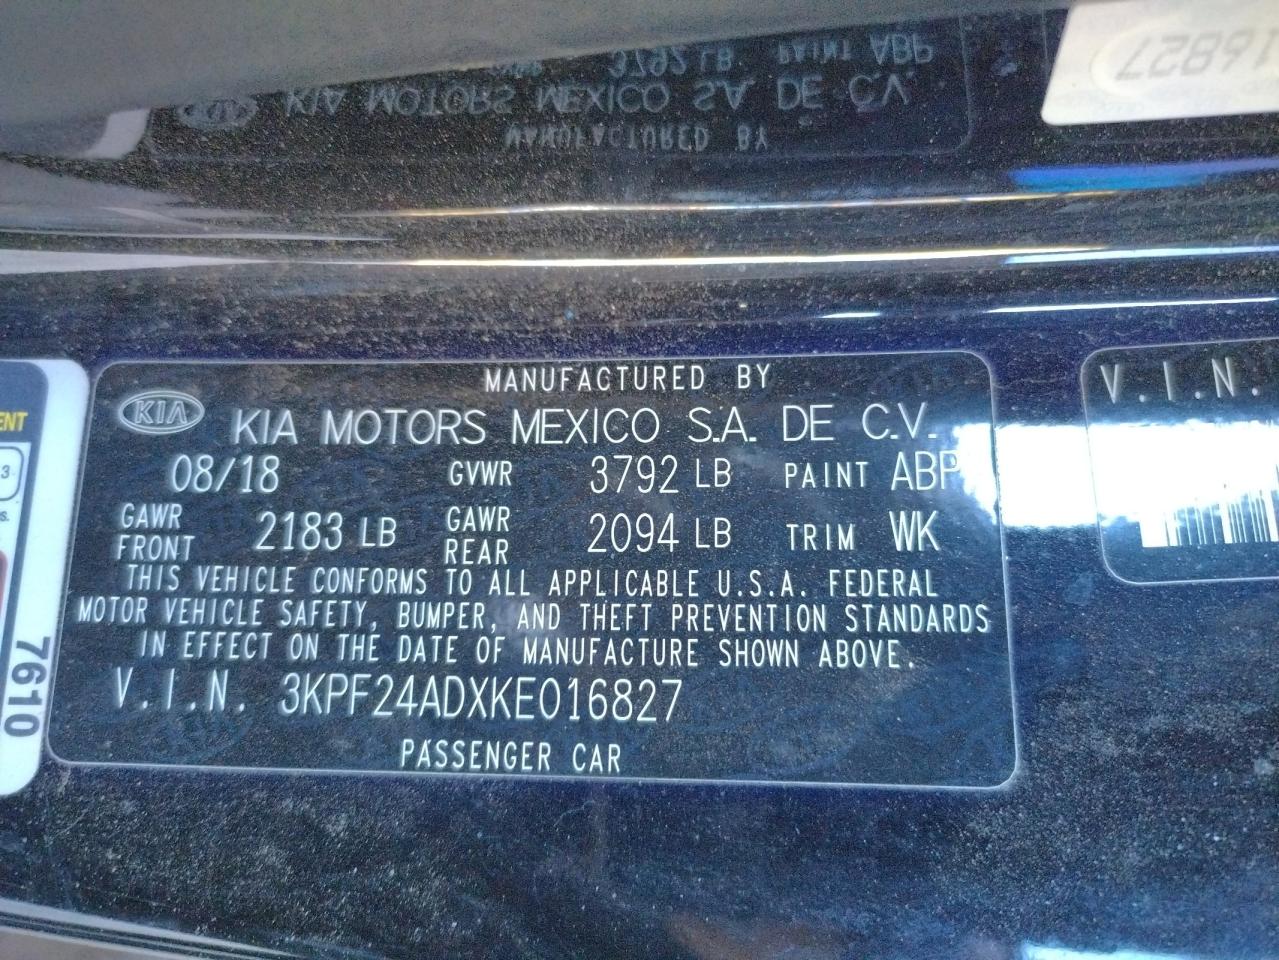 MANUFACTURED BY
KIA KIA MOTORS MEXICO S.A. DE C.V.
08/18 GVWR 3792 LB PAINT ABP
GAWR FRONT 2183 LB GAWR REAR 2094 LB TRIM WK
THIS VEHICLE CONFORMS TO ALL APPLICABLE U.S.A. FEDERAL
MOTOR VEHICLE SAFETY, BUMPER, AND THEFT PREVENTION STANDARDS
IN EFFECT ON THE DATE OF MANUFACTURE SHOWN ABOVE.
V.I.N. 3KPF24ADXKE016827
PASSENGER CAR
V.I.N.
7610